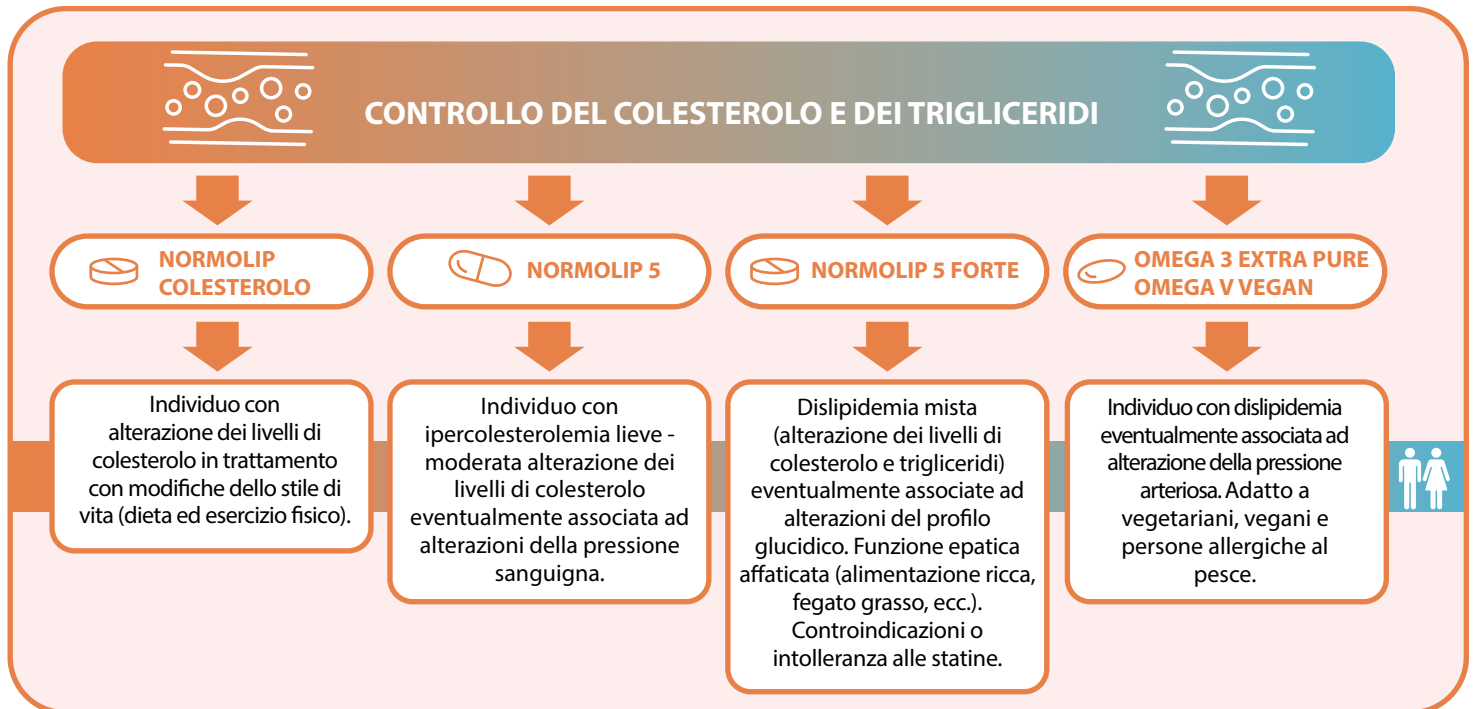 CONTROLLO DEL COLESTEROLO E DEI TRIGLICERIDI
NORMOLIP
COLESTEROLO
NORMOLIP 5
NORMOLIP 5 FORTE
OMEGA 3 EXTRA PURE
OMEGA V VEGAN
Individuo con
alterazione dei livelli di
colesterolo in trattamento
con modifiche dello stile di
vita (dieta ed esercizio fisico).
Individuo con
ipercolesterolemia lieve -
moderata alterazione dei
livelli di colesterolo
eventualmente associata ad
alterazioni della pressione
sanguigna.
Dislipidemia mista
(alterazione dei livelli di
colesterolo e trigliceridi)
eventualmente associate ad
alterazioni del profilo
glucidico. Funzione epatica
affaticata (alimentazione ricca,
fegato grasso, ecc.).
Controindicazioni o
intolleranza alle statine.
Individuo con dislipidemia
eventualmente associata ad
alterazione della pressione
arteriosa. Adatto a
vegetariani, vegani e
persone allergiche al
pesce.